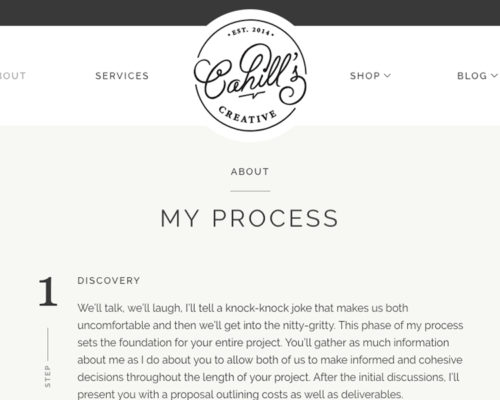 BOUT
SERVICES
• EST. 2014 •
Cahill's
CREATIVE
SHOP
BLOG
ABOUT
MY PROCESS
1
STEP
DISCOVERY
We'll talk, we'll laugh, I'll tell a knock-knock joke that makes us both
uncomfortable and then we'll get into the nitty-gritty. This phase of my process
sets the foundation for your entire project. You'll gather as much information
about me as I do about you to allow both of us to make informed and cohesive
decisions throughout the length of your project. After the initial discussions, I'll
present you with a proposal outlining costs as well as deliverables.